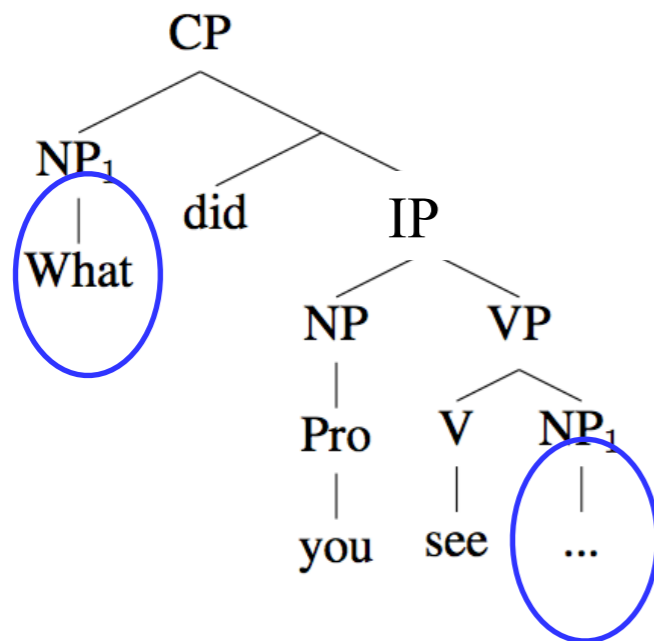 CP
NP₁
did
What
IP
NP VP
Pro V NP₁
you see ...